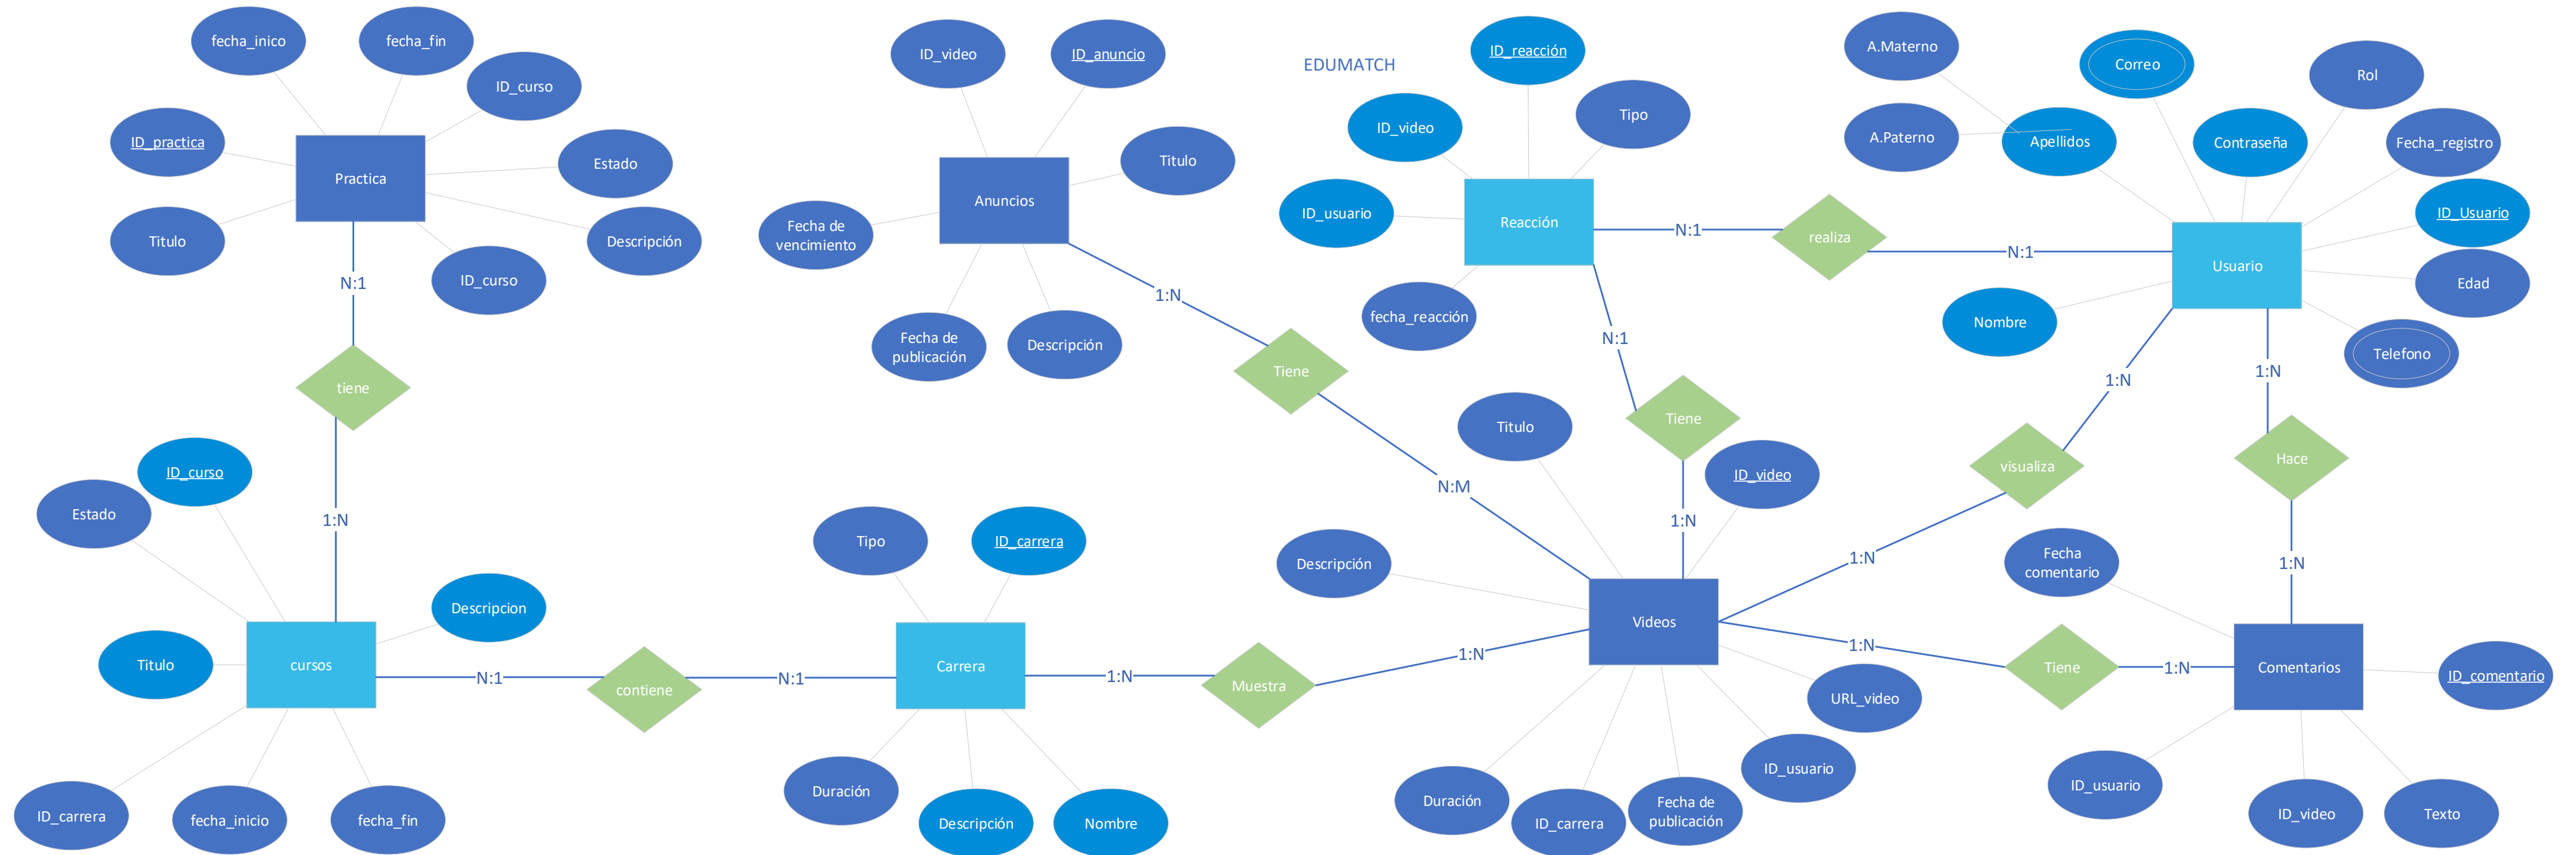 EDUMATCH
fecha_inico
fecha_fin
ID_curso
ID_practica
Estado
Practica
Titulo
Descripción
ID_curso
N:1
tiene
1:N
ID_curso
Estado
Descripcion
Titulo
cursos
ID_carrera
fecha_inicio
fecha_fin
N:1
contiene
N:1
ID_video
ID_anuncio
Titulo
Anuncios
Fecha de
vencimiento
Fecha de
publicación
Descripción
1:N
Tiene
N:M
Tipo
ID_carrera
Carrera
Duración
Descripción
Nombre
1:N
Muestra
1:N
ID_reacción
ID_video
Tipo
ID_usuario
Reacción
fecha_reacción
N:1
realiza
N:1
N:1
Tiene
1:N
Titulo
ID_video
Descripción
Videos
URL_video
ID_usuario
Duración
ID_carrera
Fecha de
publicación
A.Materno
Correo
Rol
A.Paterno
Apellidos
Contraseña
Fecha_registro
ID_Usuario
Usuario
Edad
Nombre
Telefono
1:N
visualiza
1:N
1:N
Hace
1:N
1:N
Tiene
1:N
Fecha
comentario
Comentarios
ID_comentario
ID_usuario
ID_video
Texto